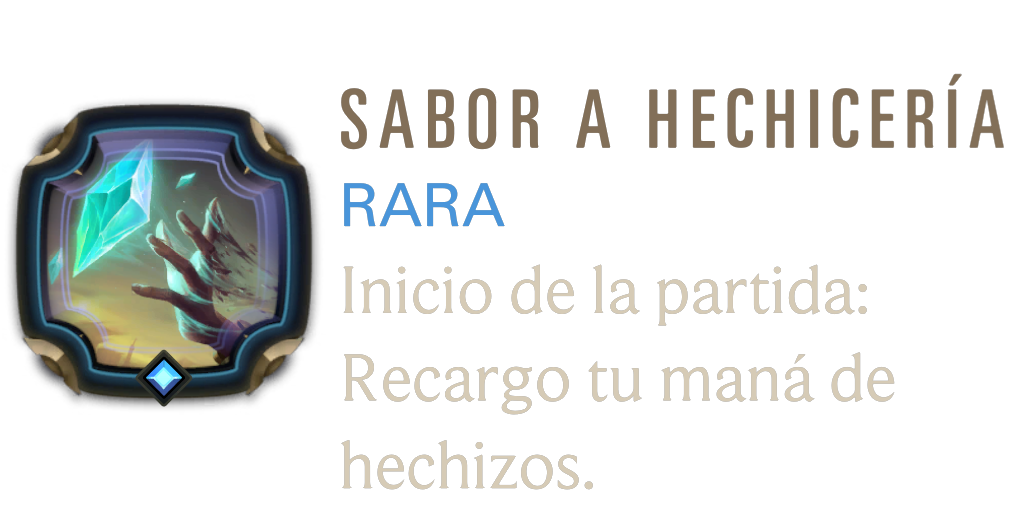 SABOR A HECHICERÍA
RARA
Inicio de la partida:
Recargo tu maná de
hechizos.